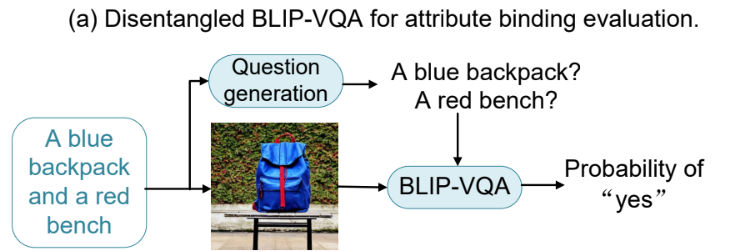 (a) Disentangled BLIP-VQA for attribute binding evaluation.
Question
generation
A blue backpack?
A red bench?
A blue
backpack
and a red
bench
BLIP-VQA
Probability of
“yes”